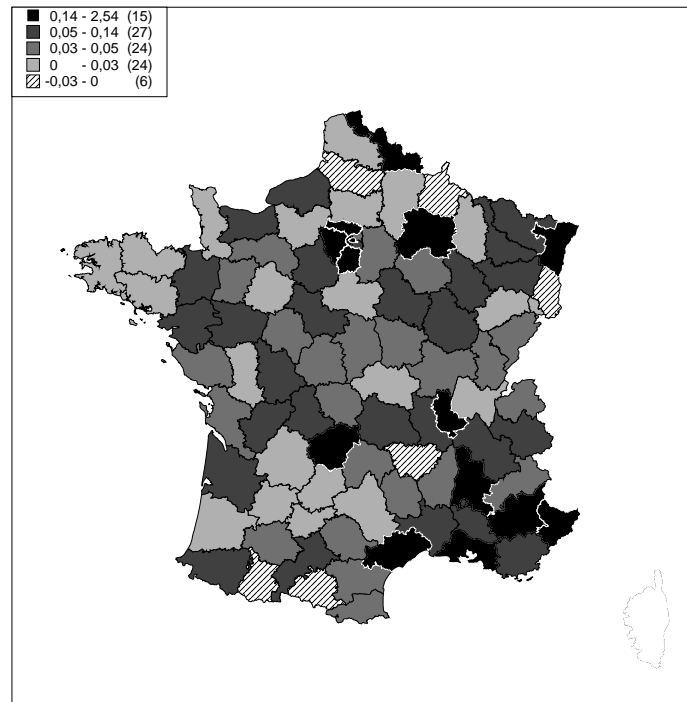 0,14 - 2,54 (15)
0,05 - 0,14 (27)
0,03 - 0,05 (24)
0 - 0,03 (24)
-0,03 - 0 (6)